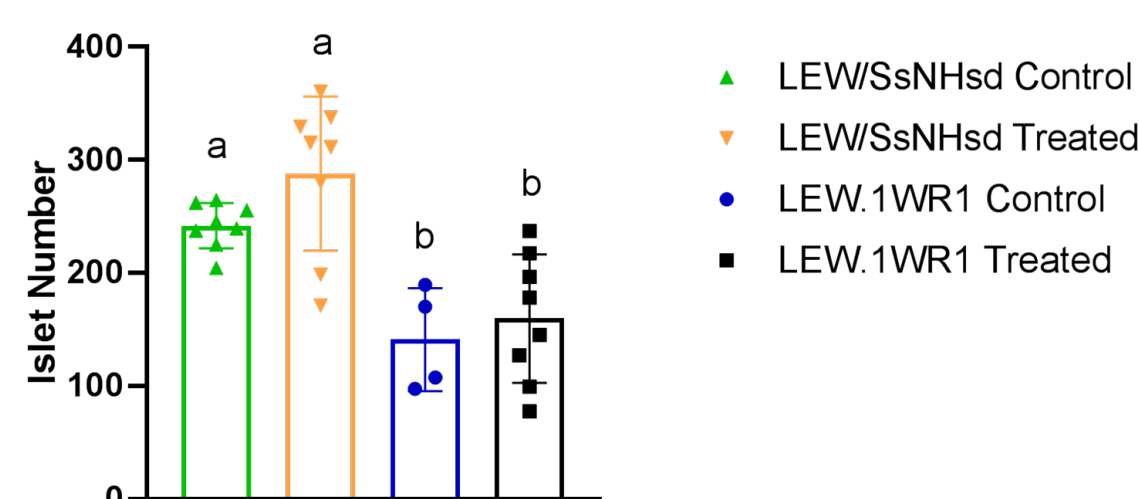 400
300
200
100
0
Islet Number
a
a
b
b
LEW/SsNHsd Control
LEW/SsNHsd Treated
LEW.1WR1 Control
LEW.1WR1 Treated